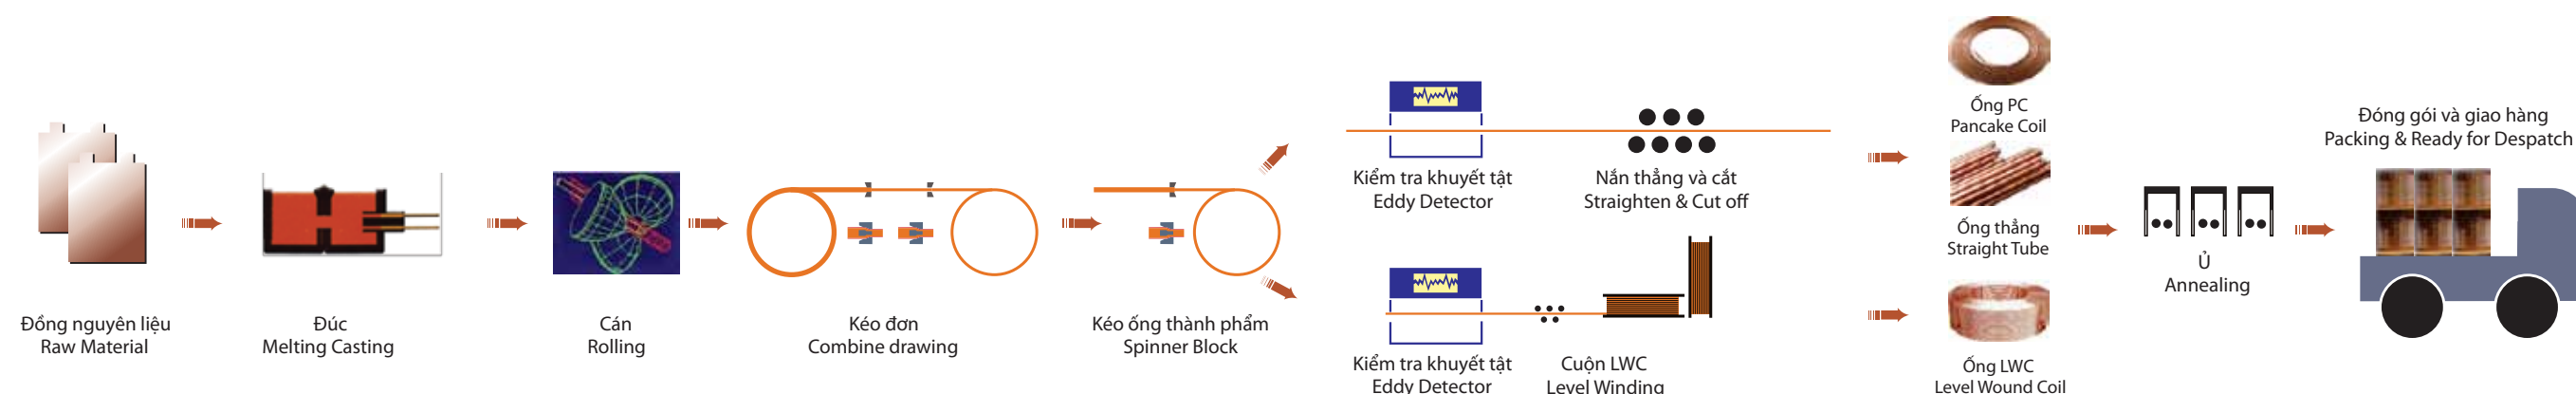 Đồng nguyên liệu
Raw Material
Đúc
Melting Casting
Cán
Rolling
Kéo đơn
Combine drawing
Kéo ống thành phẩm
Spinner Block
Kiểm tra khuyết tật
Eddy Detector
Nắn thẳng và cắt
Straighten & Cut off
Kiểm tra khuyết tật
Eddy Detector
Cuộn LWC
Level Winding
Ống PC
Pancake Coil
Ống thẳng
Straight Tube
Ống LWC
Level Wound Coil
Ủ
Annealing
Đóng gói và giao hàng
Packing & Ready for Despatch